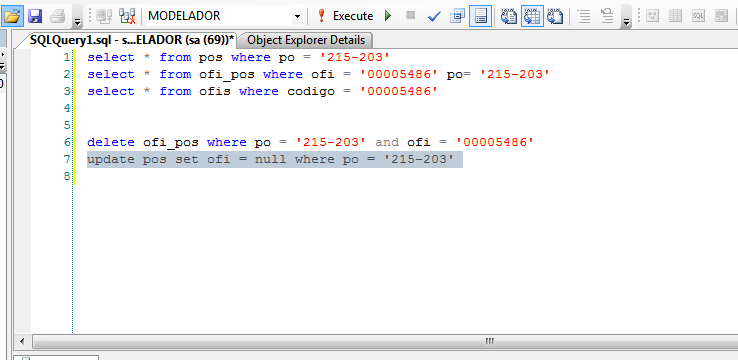 MODELADOR
Execute
SQLQuery1.sql - s...ELADOR (sa (69))*
Object Explorer Details
1 select * from pos where po = '215-203'
2 select * from ofi_pos where ofi = '00005486' po= '215-203'
3 select * from ofis where codigo = '00005486'
4
5
6 delete ofi_pos where po = '215-203' and ofi = '00005486'
7 update pos set ofi = null where po = '215-203'
8